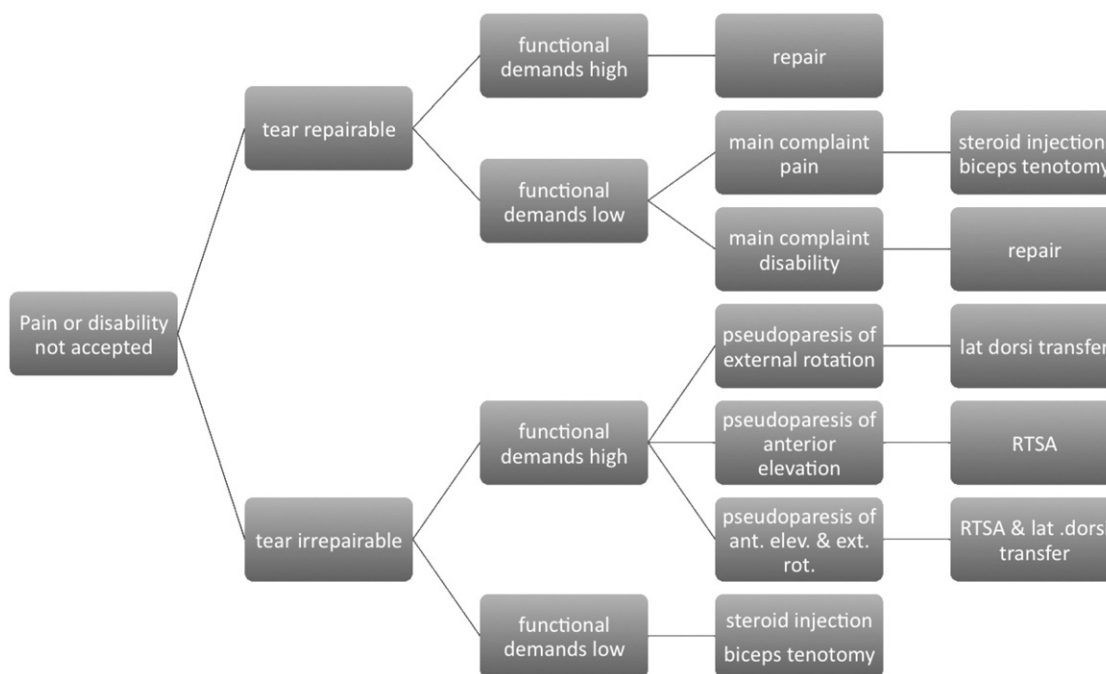 Pain or disability
not accepted
tear repairable
functional
demands high
repair
functional
demands low
main complaint
pain
steroid injection
biceps tenotomy
main complaint
disability
repair
tear irrepairable
functional
demands high
pseudoparesis of
external rotation
lat dorsi transfer
pseudoparesis of
anterior
elevation
RTSA
pseudoparesis of
ant. elev. & ext.
rot.
RTSA & lat .dorsi
transfer
functional
demands low
steroid injection
biceps tenotomy